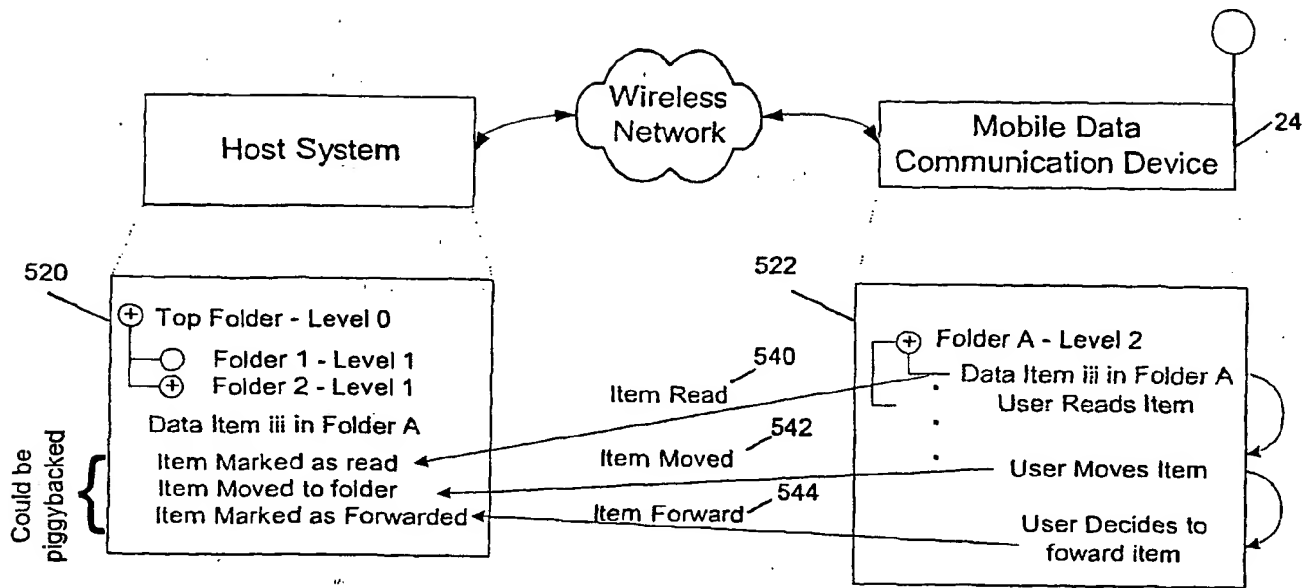 Host System
Wireless
Network
Mobile Data
Communication Device
24
520
Top Folder - Level 0
Folder 1 - Level 1
Folder 2 - Level 1
Data Item iii in Folder A
Item Marked as read
Item Moved to folder
Item Marked as Forwarded
Could be
piggybacked
Item Read
540
Item Moved
542
Item Forward
544
522
Folder A - Level 2
Data Item iii in Folder A
User Reads Item
User Moves Item
User Decides to
foward item